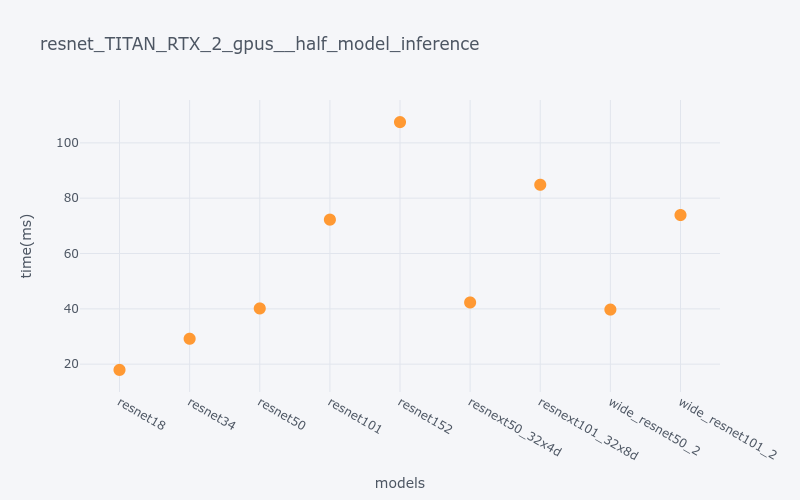 resnet_TITAN_RTX_2_gpus__half_model_inference
time(ms)
100
80
60
40
20
resnet18
resnet34
resnet50
resnet101
resnet152
resnext50_32x4d
resnext101_32x8d
wide_resnet50_2
wide_resnet101_2
models